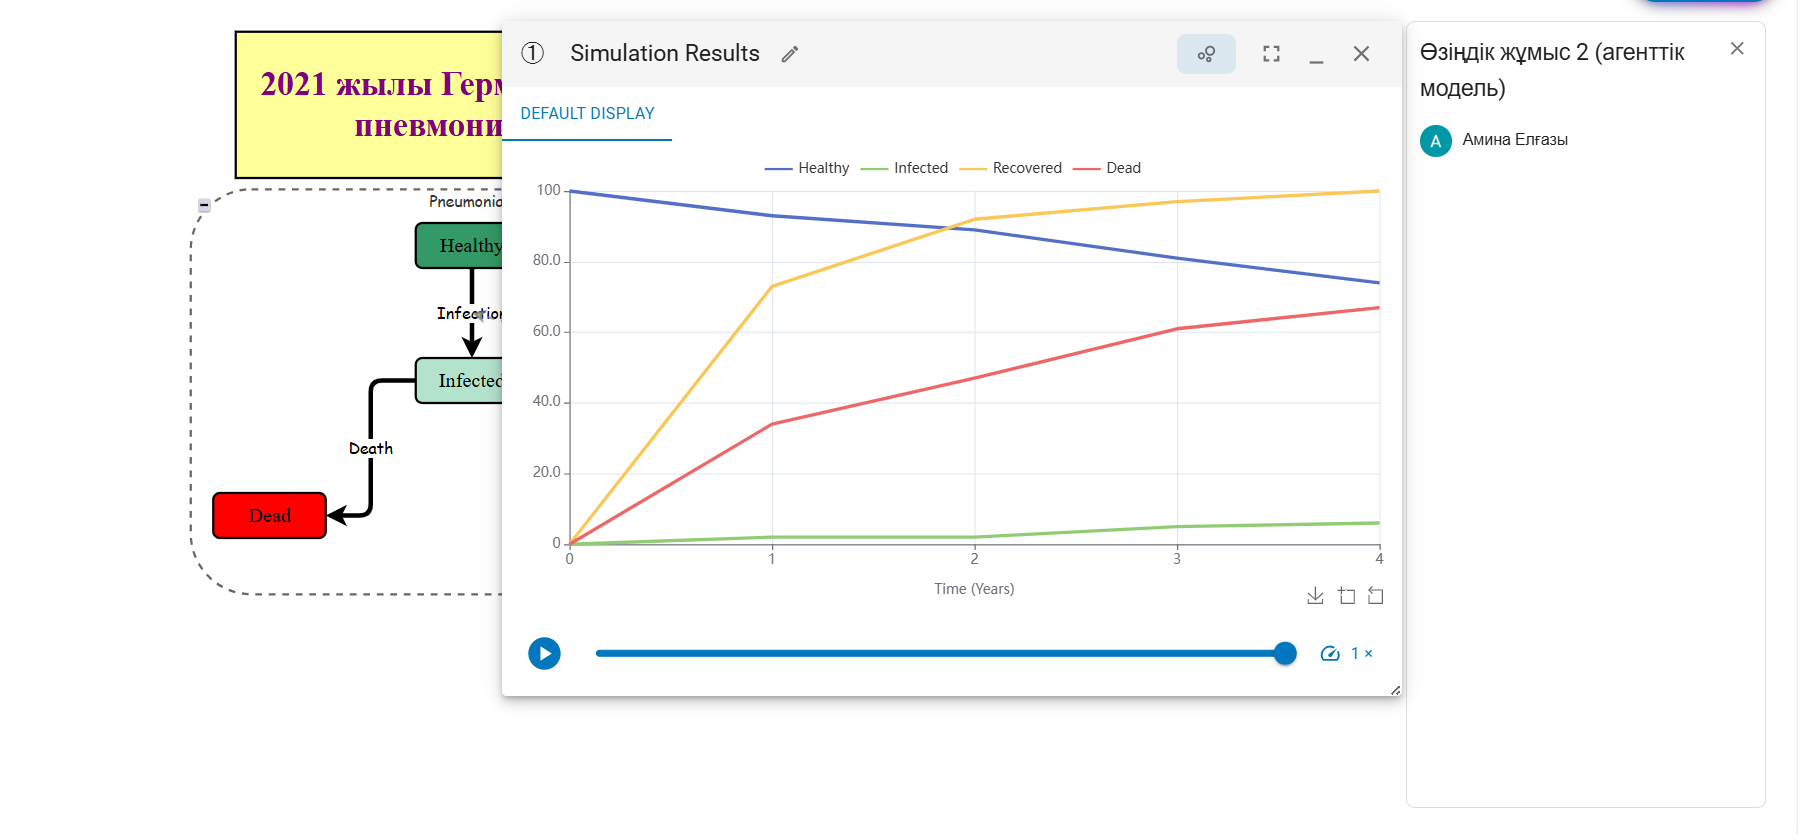 2021 жылы Герм
пневмони
Pneumonia
Healthy
Infection
Infected
Death
Dead
① Simulation Results
DEFAULT DISPLAY
Healthy Infected Recovered Dead
100
80.0
60.0
40.0
20.0
0
0 1 2 3 4
Time (Years)
1 ×
Өзіңдік жұмыс 2 (агенттік
модель)
А Амина Елғазы